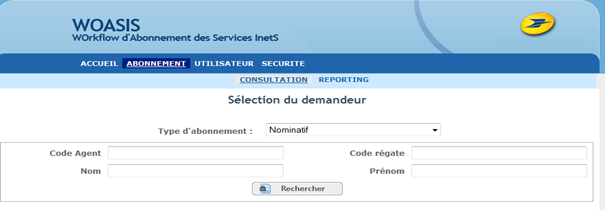 WOASIS
WOrkflow d'Abonnement des Services InetS
ACCUEIL ABONNEMENT UTILISATEUR SECURITE
CONSULTATION REPORTING
Sélection du demandeur
Type d'abonnement : Nominatif
Code Agent Code régate
Nom Prénom
Rechercher